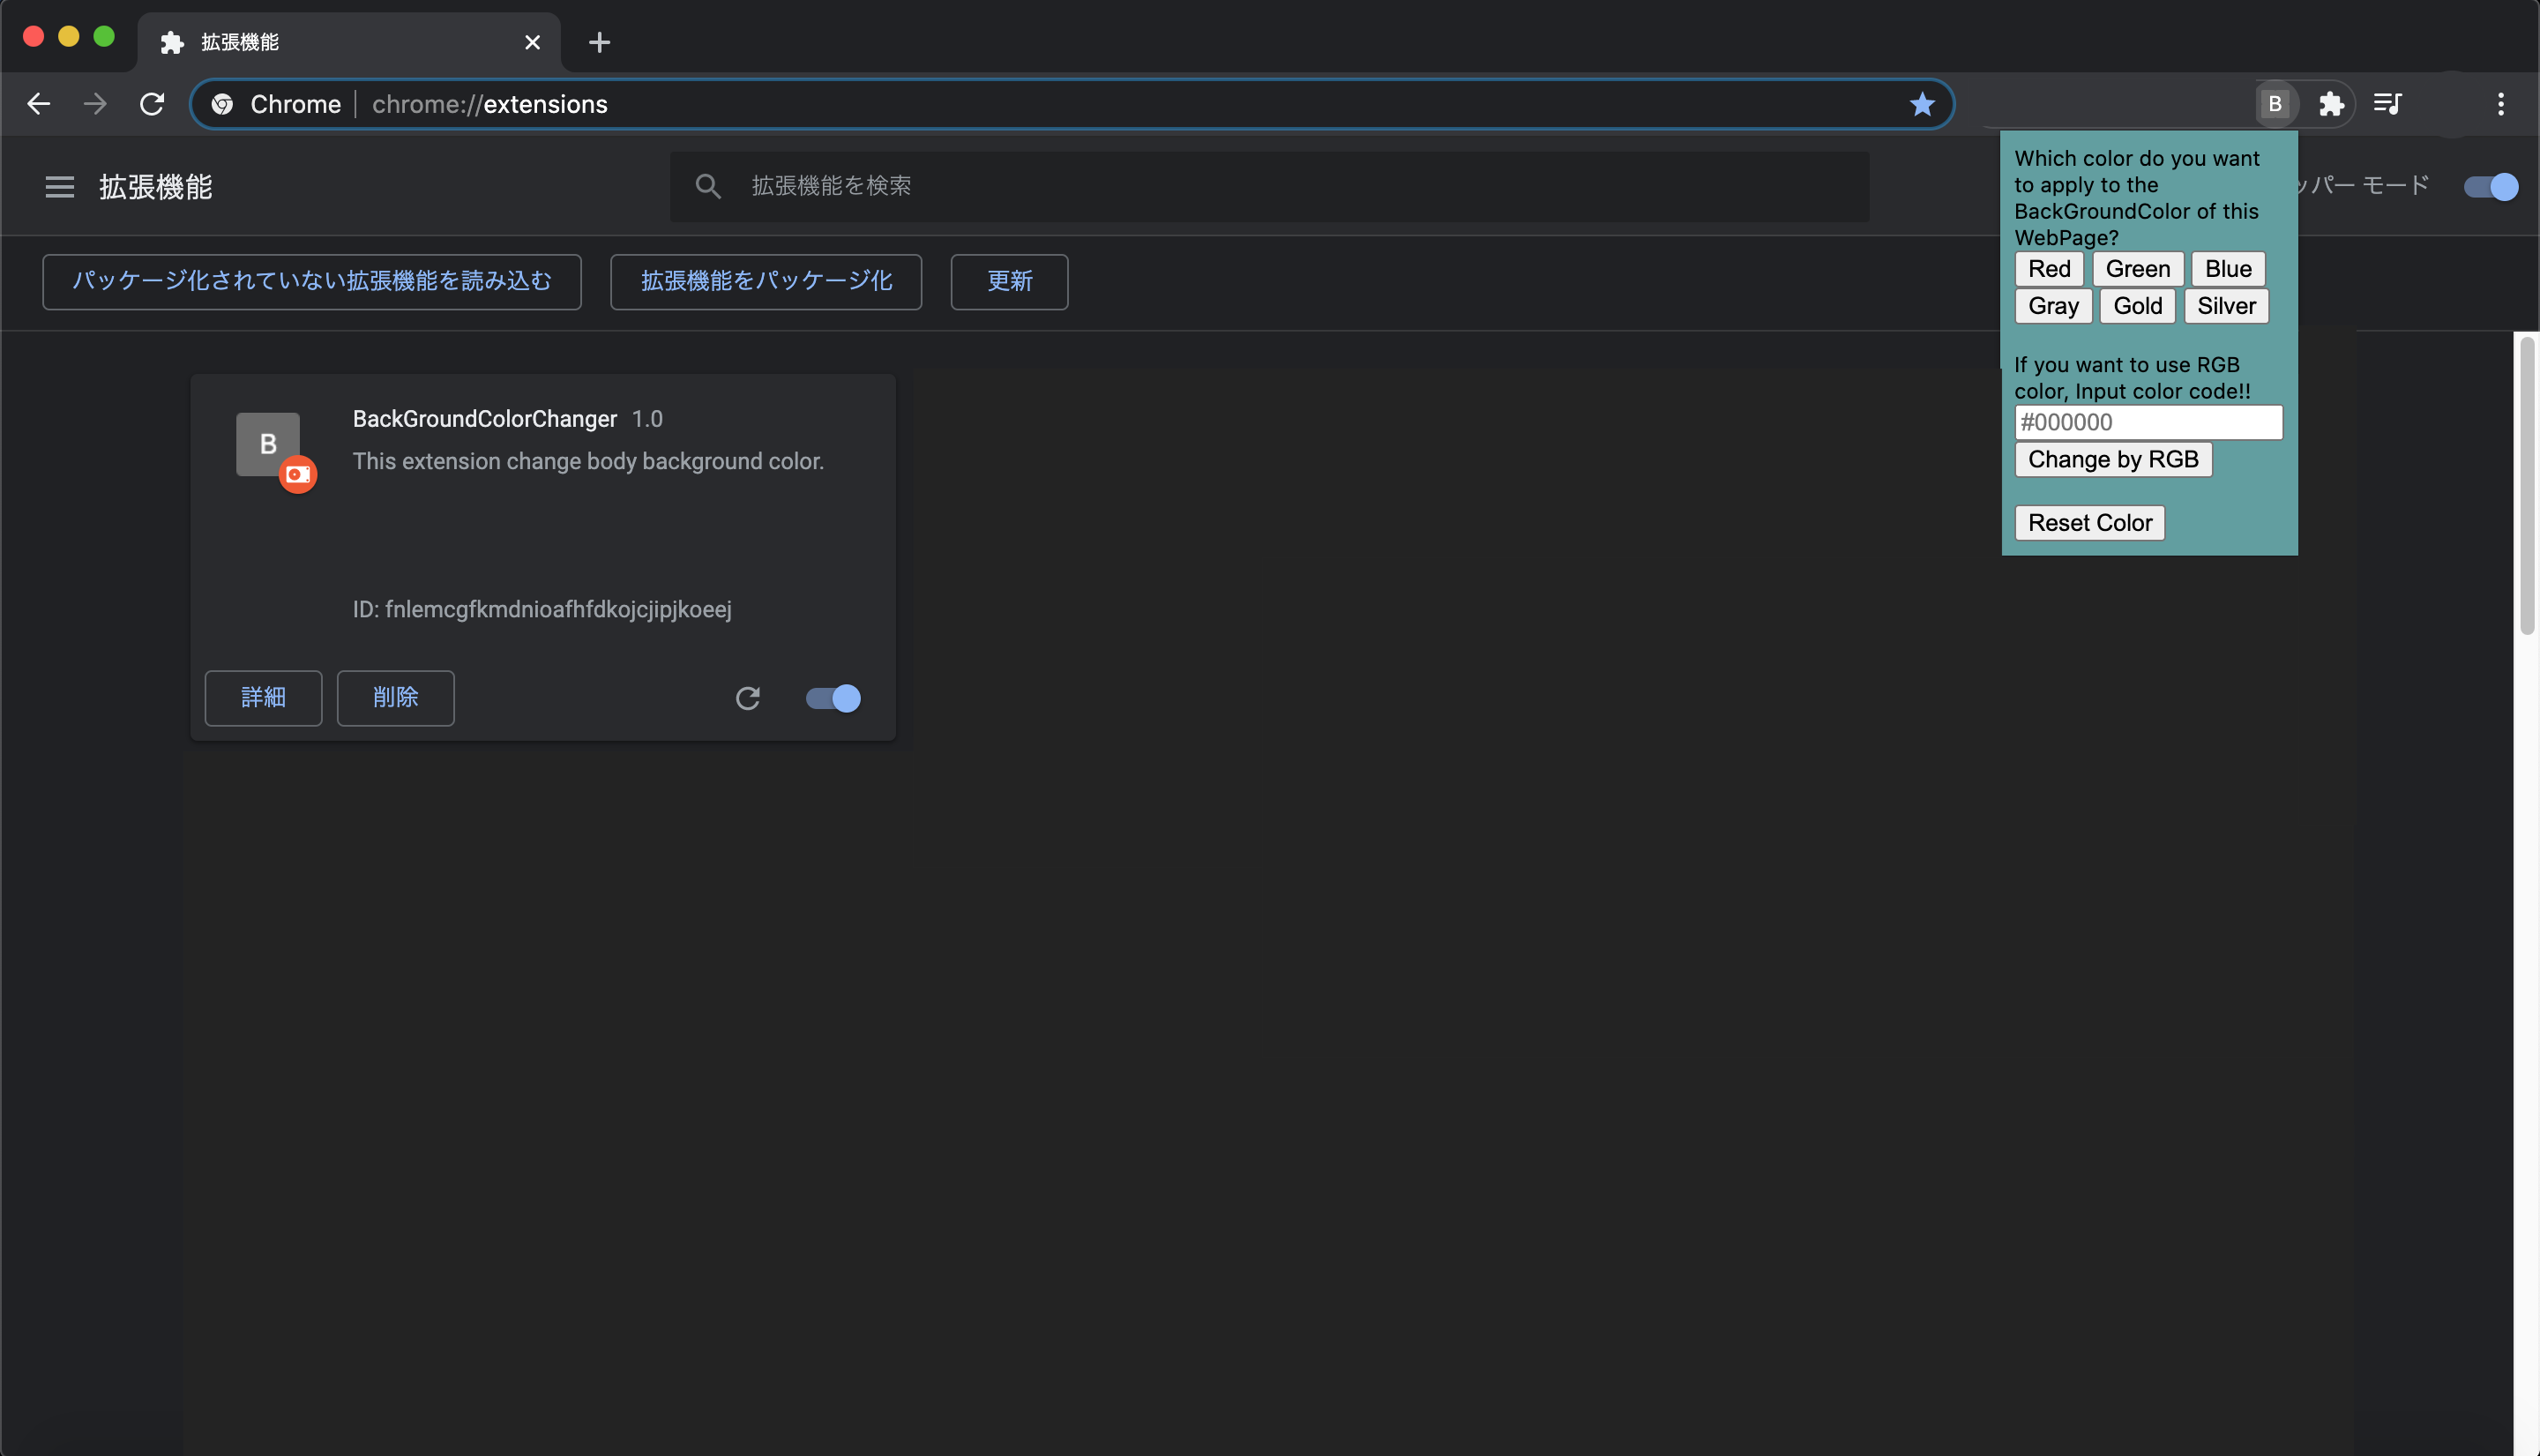 拡張機能
Chrome
chrome://extensions
B
拡張機能
拡張機能を検索
ッパー モード
パッケージ化されていない拡張機能を読み込む
拡張機能をパッケージ化
更新
Which color do you want
to apply to the
BackGroundColor of this
WebPage?
Red Green Blue
Gray Gold Silver
If you want to use RGB
color, Input color code!!
#000000
Change by RGB
Reset Color
B
BackGroundColorChanger 1.0
This extension change body background color.
ID: fnlemcgfkmdnioafhfdkojcjipjkoeej
詳細
削除